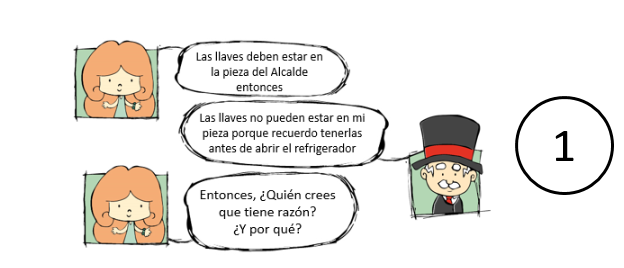 Las llaves deben estar en
la pieza del Alcalde
entonces
Las llaves no pueden estar en mi
pieza porque recuerdo tenerlas
antes de abrir el refrigerador
1
Entonces, ¿Quién crees
que tiene razón?
¿Y por qué?